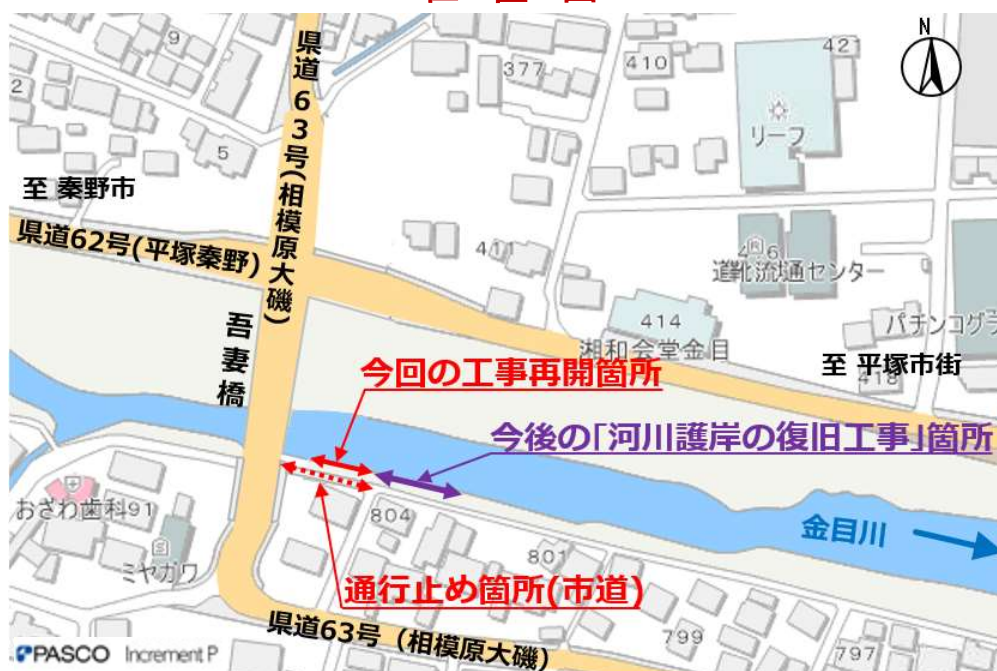 N
9
県道63号(相模原大磯)
377
410
421
2
5
リーフ
至 秦野市
県道62号(平塚秦野)
411
道靴流通センター
吾妻橋
414
パチンコグラ
湘和会堂金目
至 平塚市街
418
今回の工事再開箇所
今後の「河川護岸の復旧工事」箇所
おざわ歯科
91
804
金目川
ミヤガワ
801
通行止め箇所(市道)
県道63号（相模原大磯）
799
797
PASCO Increment P